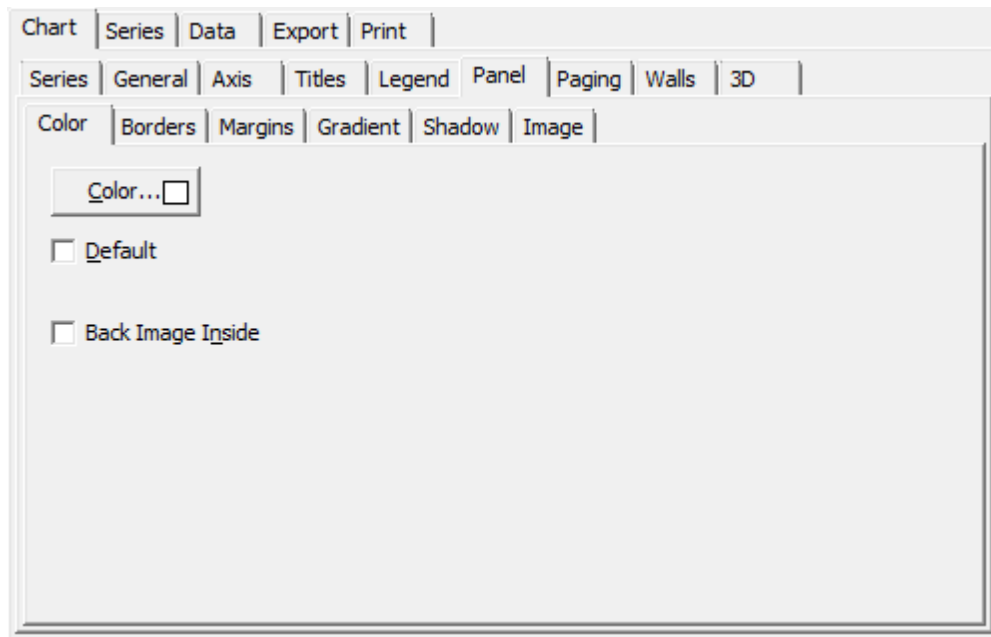 Chart Series Data Export Print
Series General Axis Titles Legend Panel Paging Walls 3D
Color Borders Margins Gradient Shadow Image
Color...
Default
Back Image Inside